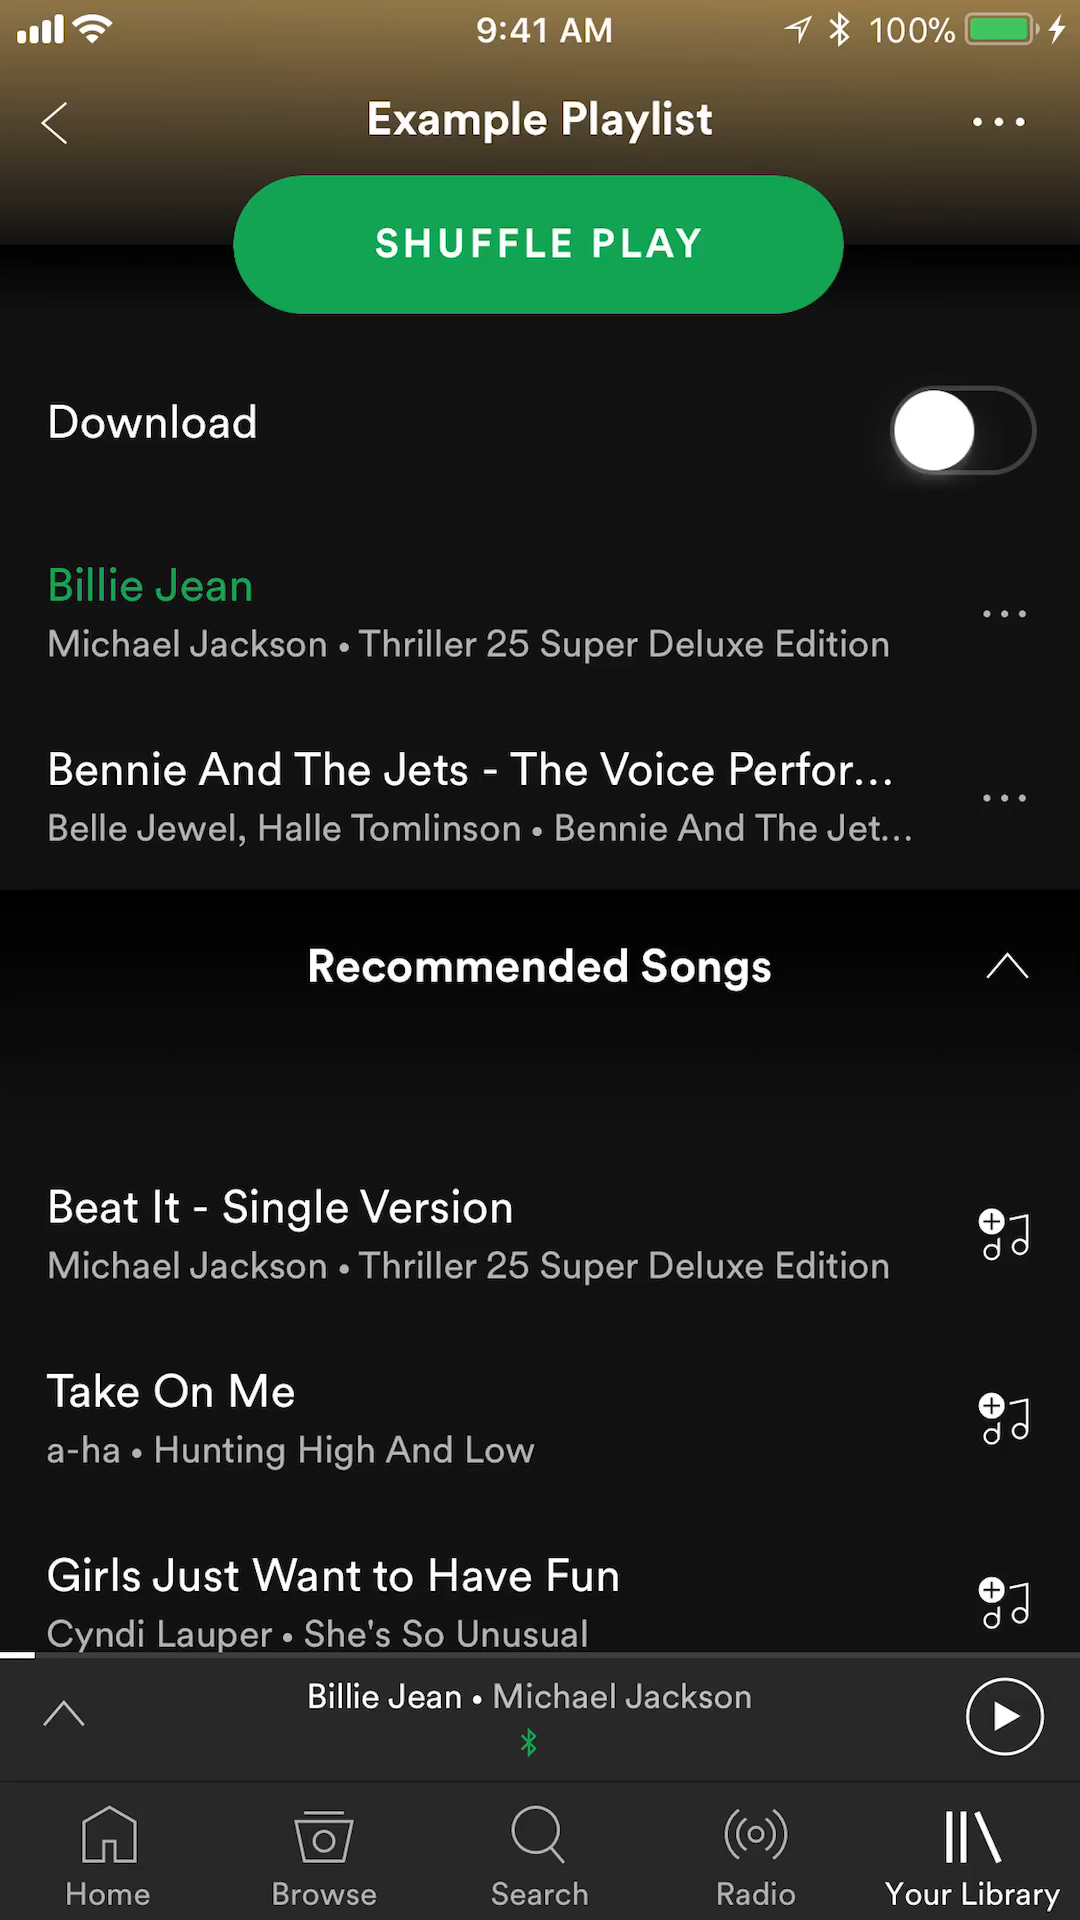 9:41 AM 100%
Example Playlist
SHUFFLE PLAY
Download
Billie Jean
Michael Jackson • Thriller 25 Super Deluxe Edition
Bennie And The Jets - The Voice Perfor...
Belle Jewel, Halle Tomlinson • Bennie And The Jet...
Recommended Songs
Beat It - Single Version
Michael Jackson • Thriller 25 Super Deluxe Edition
Take On Me
a-ha • Hunting High And Low
Girls Just Want to Have Fun
Cyndi Lauper • She's So Unusual
Billie Jean • Michael Jackson
Home Browse Search Radio Your Library